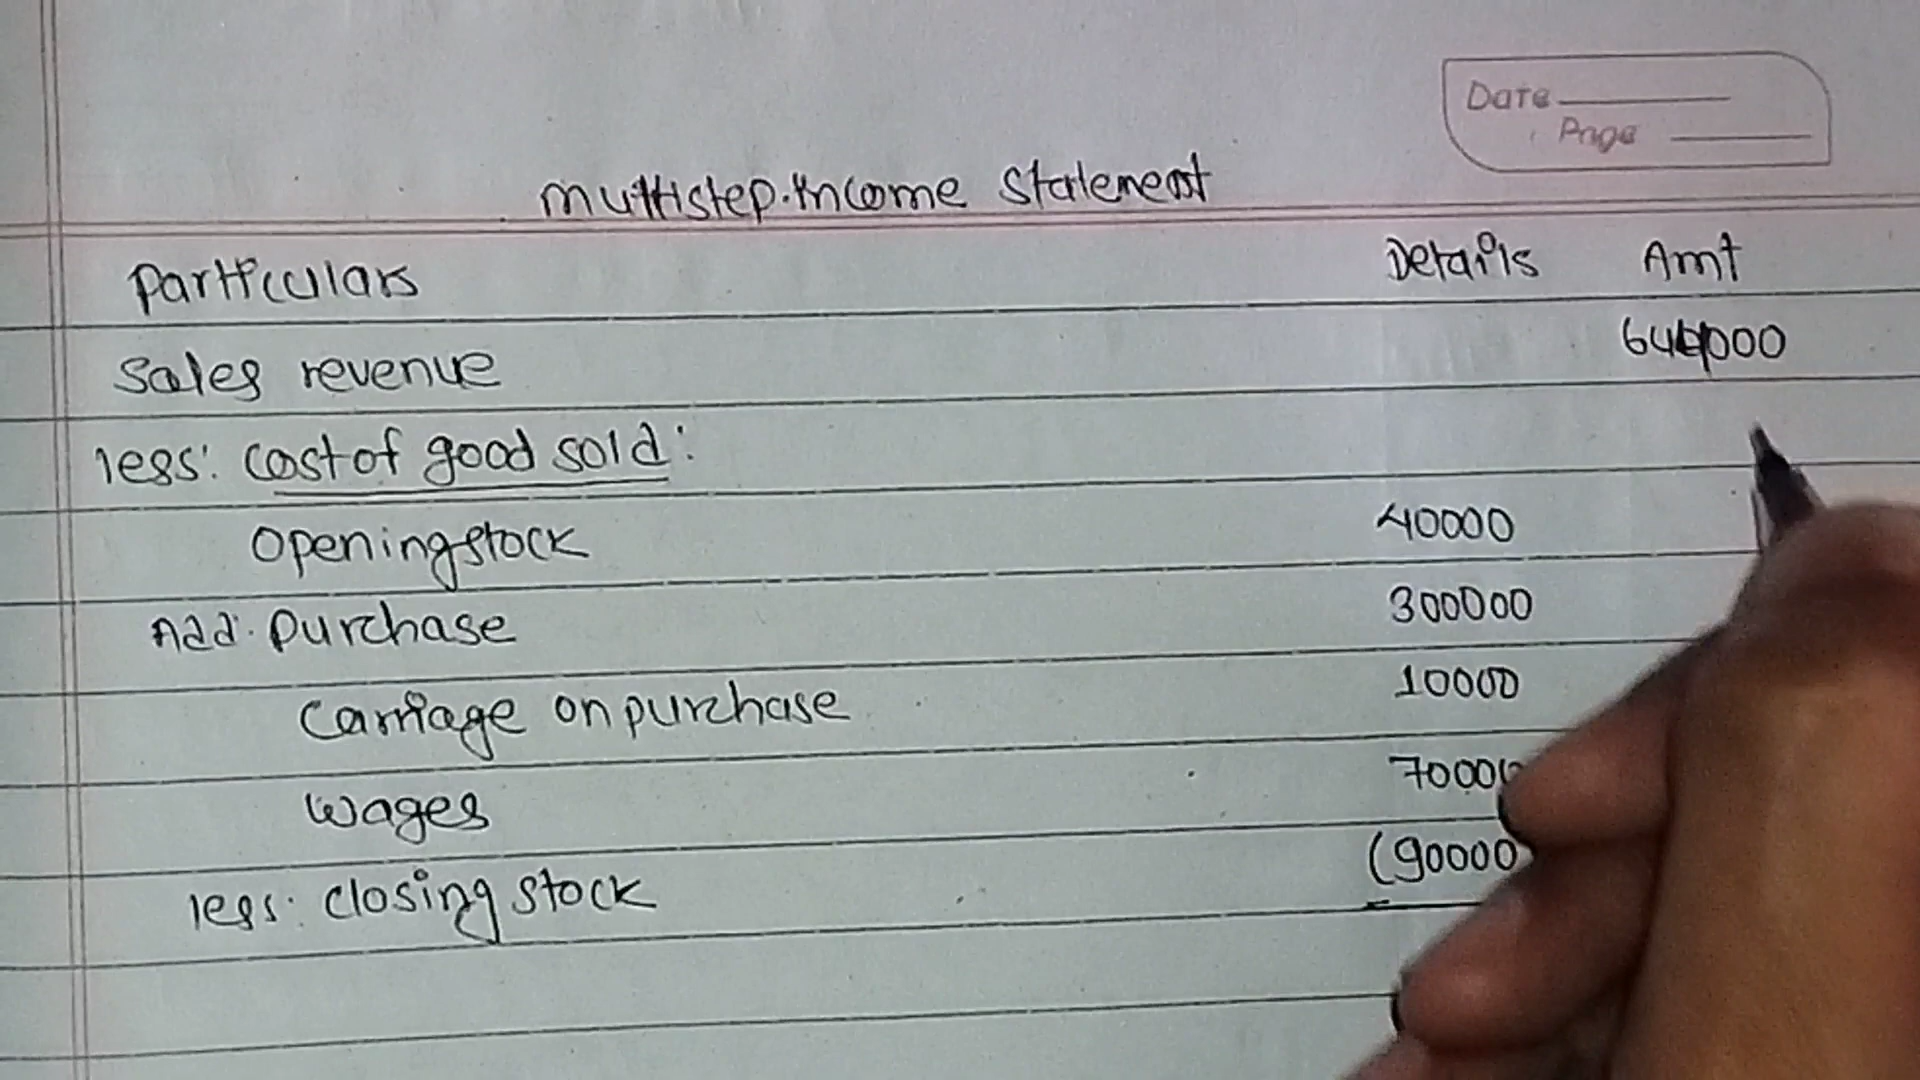 Date
Page
Multistep Income Statement
Particulars Details Amt
Sales revenue
less: Cost of good sold:
Opening stock 40000
Add: Purchase 300000
Carriage on purchase 10000
Wages
less: closing stock (90000